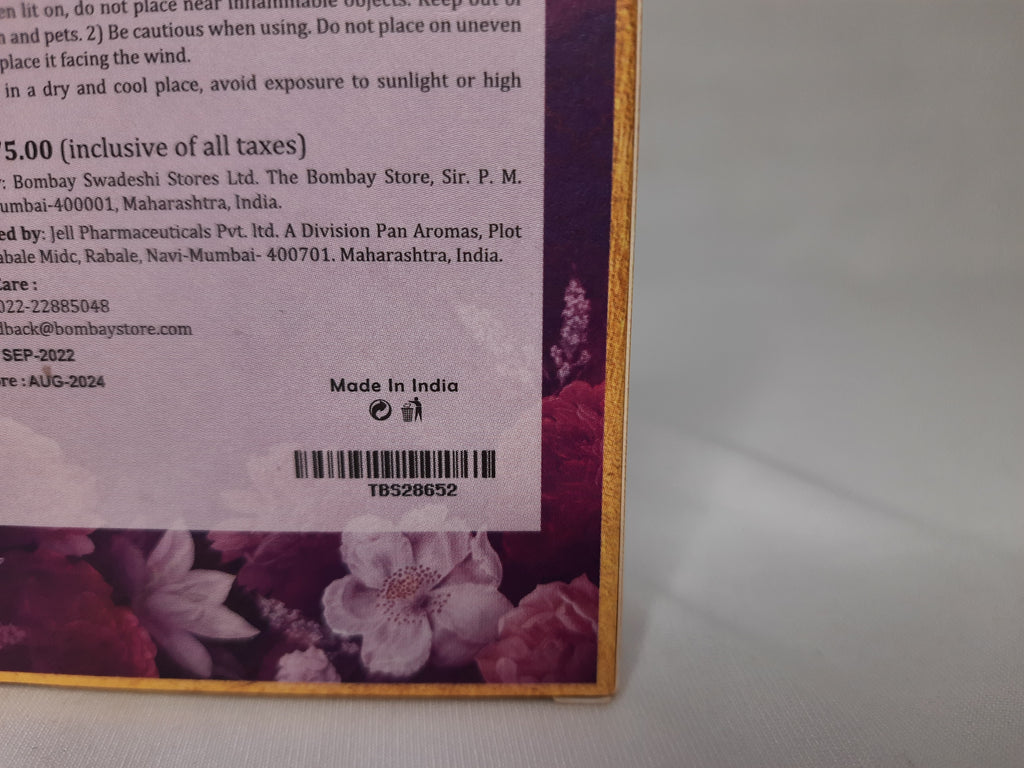 en lit on, do not place near inflammable objects. Keep out of
n and pets. 2) Be cautious when using. Do not place on uneven
place it facing the wind.
in a dry and cool place, avoid exposure to sunlight or high
5.00 (inclusive of all taxes)
: Bombay Swadeshi Stores Ltd. The Bombay Store, Sir. P. M.
umbai-400001, Maharashtra, India.
ed by: Jell Pharmaceuticals Pvt. ltd. A Division Pan Aromas, Plot
abale Midc, Rabale, Navi-Mumbai- 400701. Maharashtra, India.
Care :
022-22885048
dback@bombaystore.com
SEP-2022
re : AUG-2024
Made In India
TBS28652